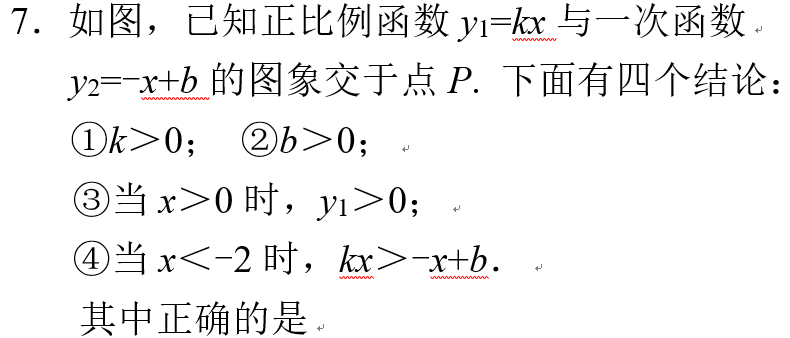 7．如图，已知正比例函数 y1=kx 与一次函数
y2=−x+b 的图象交于点 P. 下面有四个结论：
①k＞0； ②b＞0；
③当 x＞0 时，y1＞0；
④当 x＜−2 时，kx＞−x+b．
其中正确的是